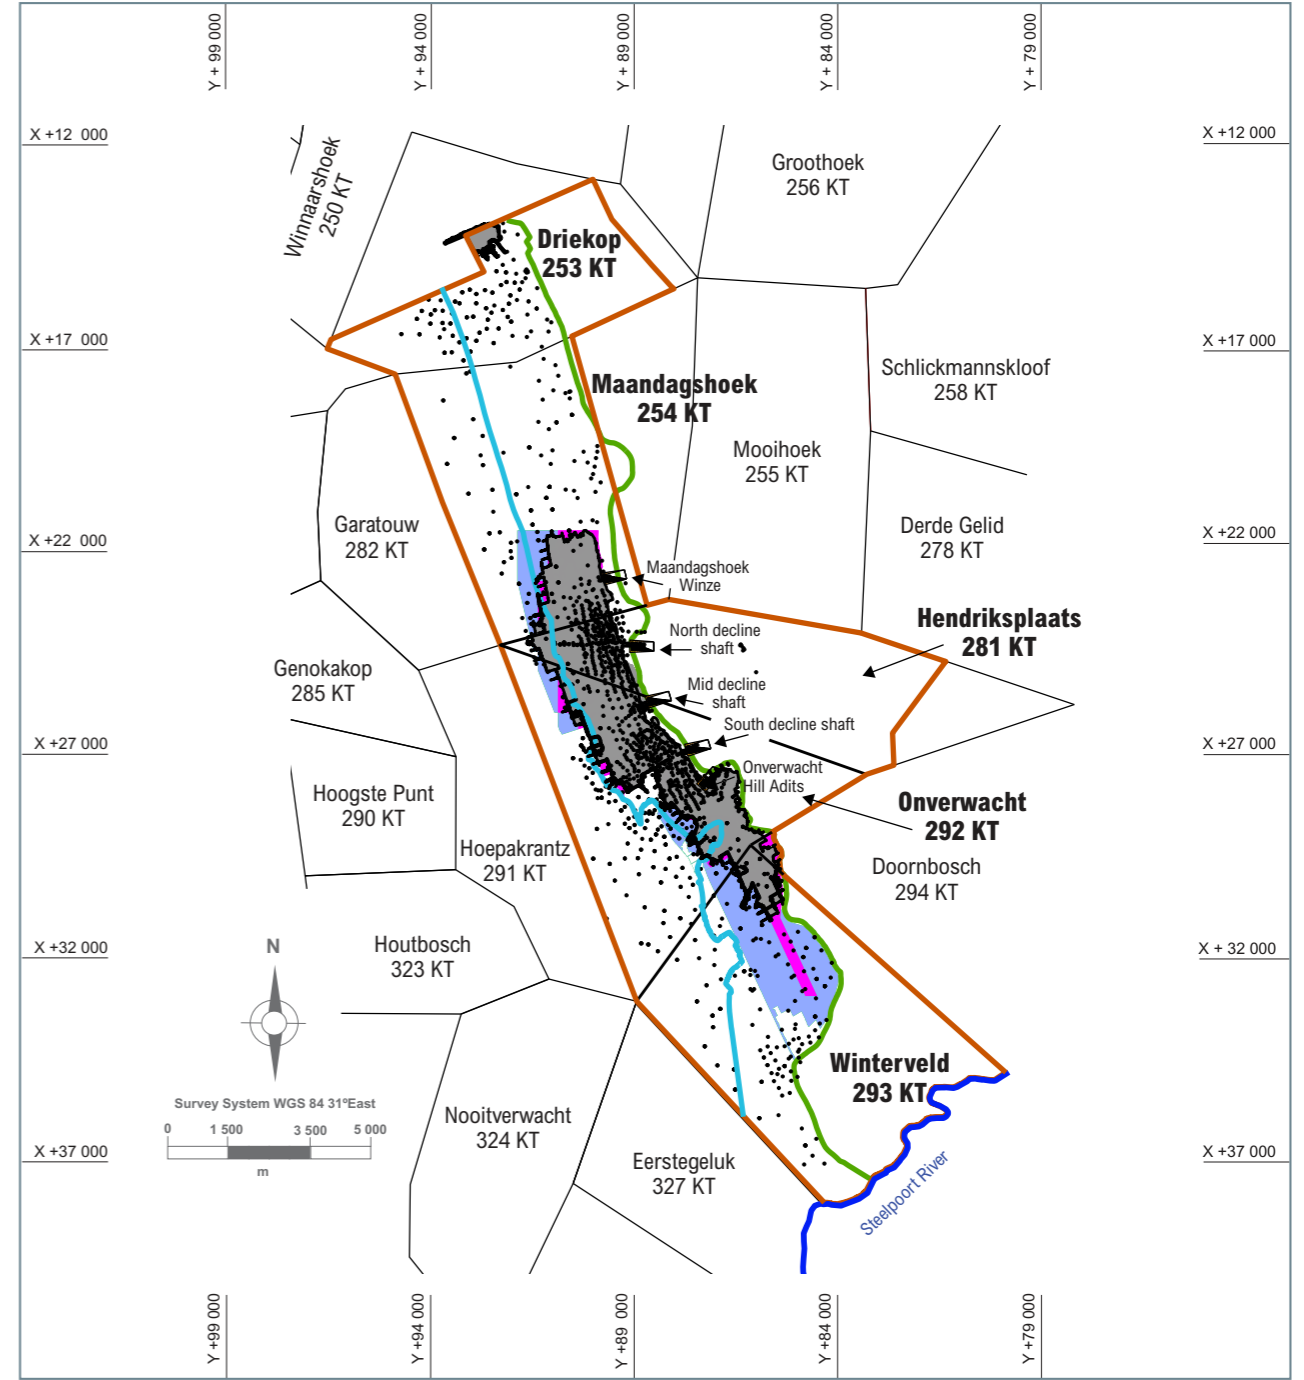 Y + 99 000
Y + 94 000
Y + 89 000
Y + 84 000
Y + 79 000
X +12 000
X +12 000
Winnaarshoek
250 KT
Groothoek
256 KT
Driekop
253 KT
X +17 000
X +17 000
Schlickmannskloof
258 KT
Maandagshoek
254 KT
Mooihoek
255 KT
Garatouw
282 KT
Derde Gelid
278 KT
X +22 000
X +22 000
Maandagshoek
Winze
Hendriksplaats
281 KT
North decline
shaft
Genokakop
285 KT
Mid decline
shaft
South decline shaft
X +27 000
X +27 000
Onverwacht
Hill Adits
Hoogste Punt
290 KT
Onverwacht
292 KT
Hoepakrantz
291 KT
Doornbosch
294 KT
Houtbosch
323 KT
X +32 000
X + 32 000
N
Winterveld
293 KT
Survey System WGS 84 31ºEast
0 1 500 3 500 5 000
m
Nooitverwacht
324 KT
Eerstegeluk
327 KT
X +37 000
X +37 000
Steelpoort River
Y +99 000
Y +94 000
Y +89 000
Y +84 000
Y +79 000